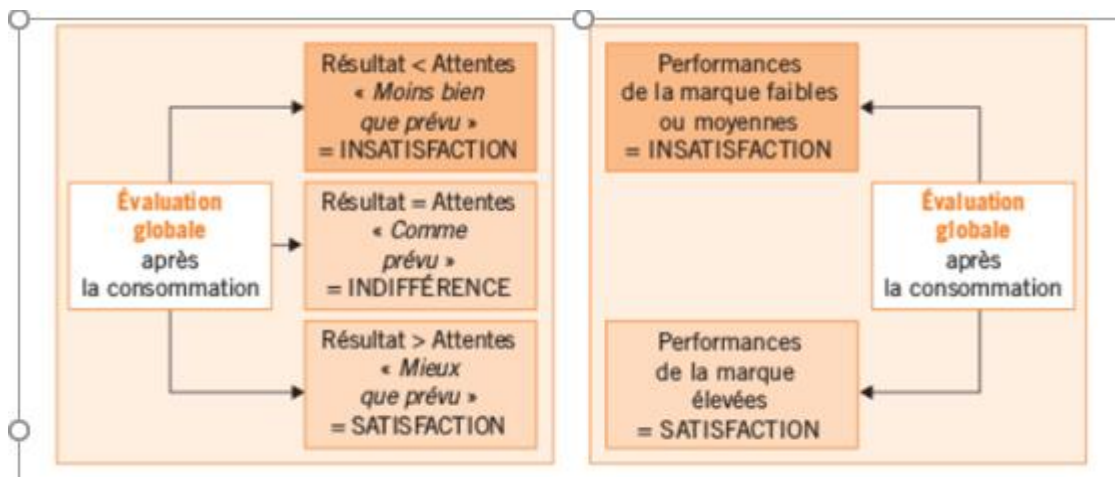 Résultat < Attentes
« Moins bien
que prévu »
= INSATISFACTION
Évaluation
globale
après
la consommation
Résultat = Attentes
« Comme
prévu »
= INDIFFÉRENCE
Résultat > Attentes
« Mieux
que prévu »
= SATISFACTION
Performances
de la marque faibles
ou moyennes
= INSATISFACTION
Évaluation
globale
après
la consommation
Performances
de la marque
élevées
= SATISFACTION